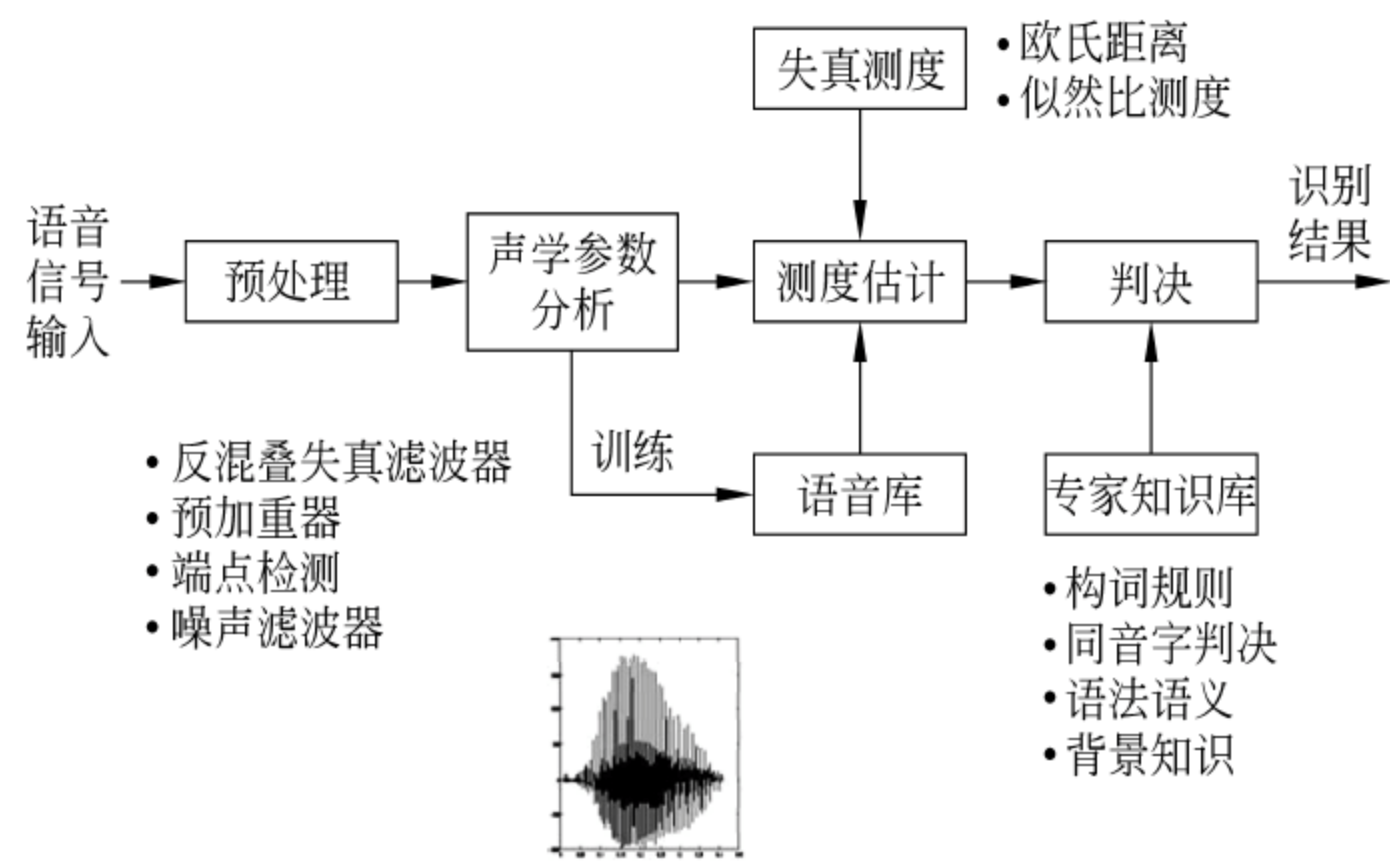 失真测度
• 欧氏距离
• 似然比测度
语音
信号
输入
预处理
声学参数
分析
测度估计
判决
识别
结果
训练
语音库
专家知识库
• 反混叠失真滤波器
• 预加重器
• 端点检测
• 噪声滤波器
• 构词规则
• 同音字判决
• 语法语义
• 背景知识